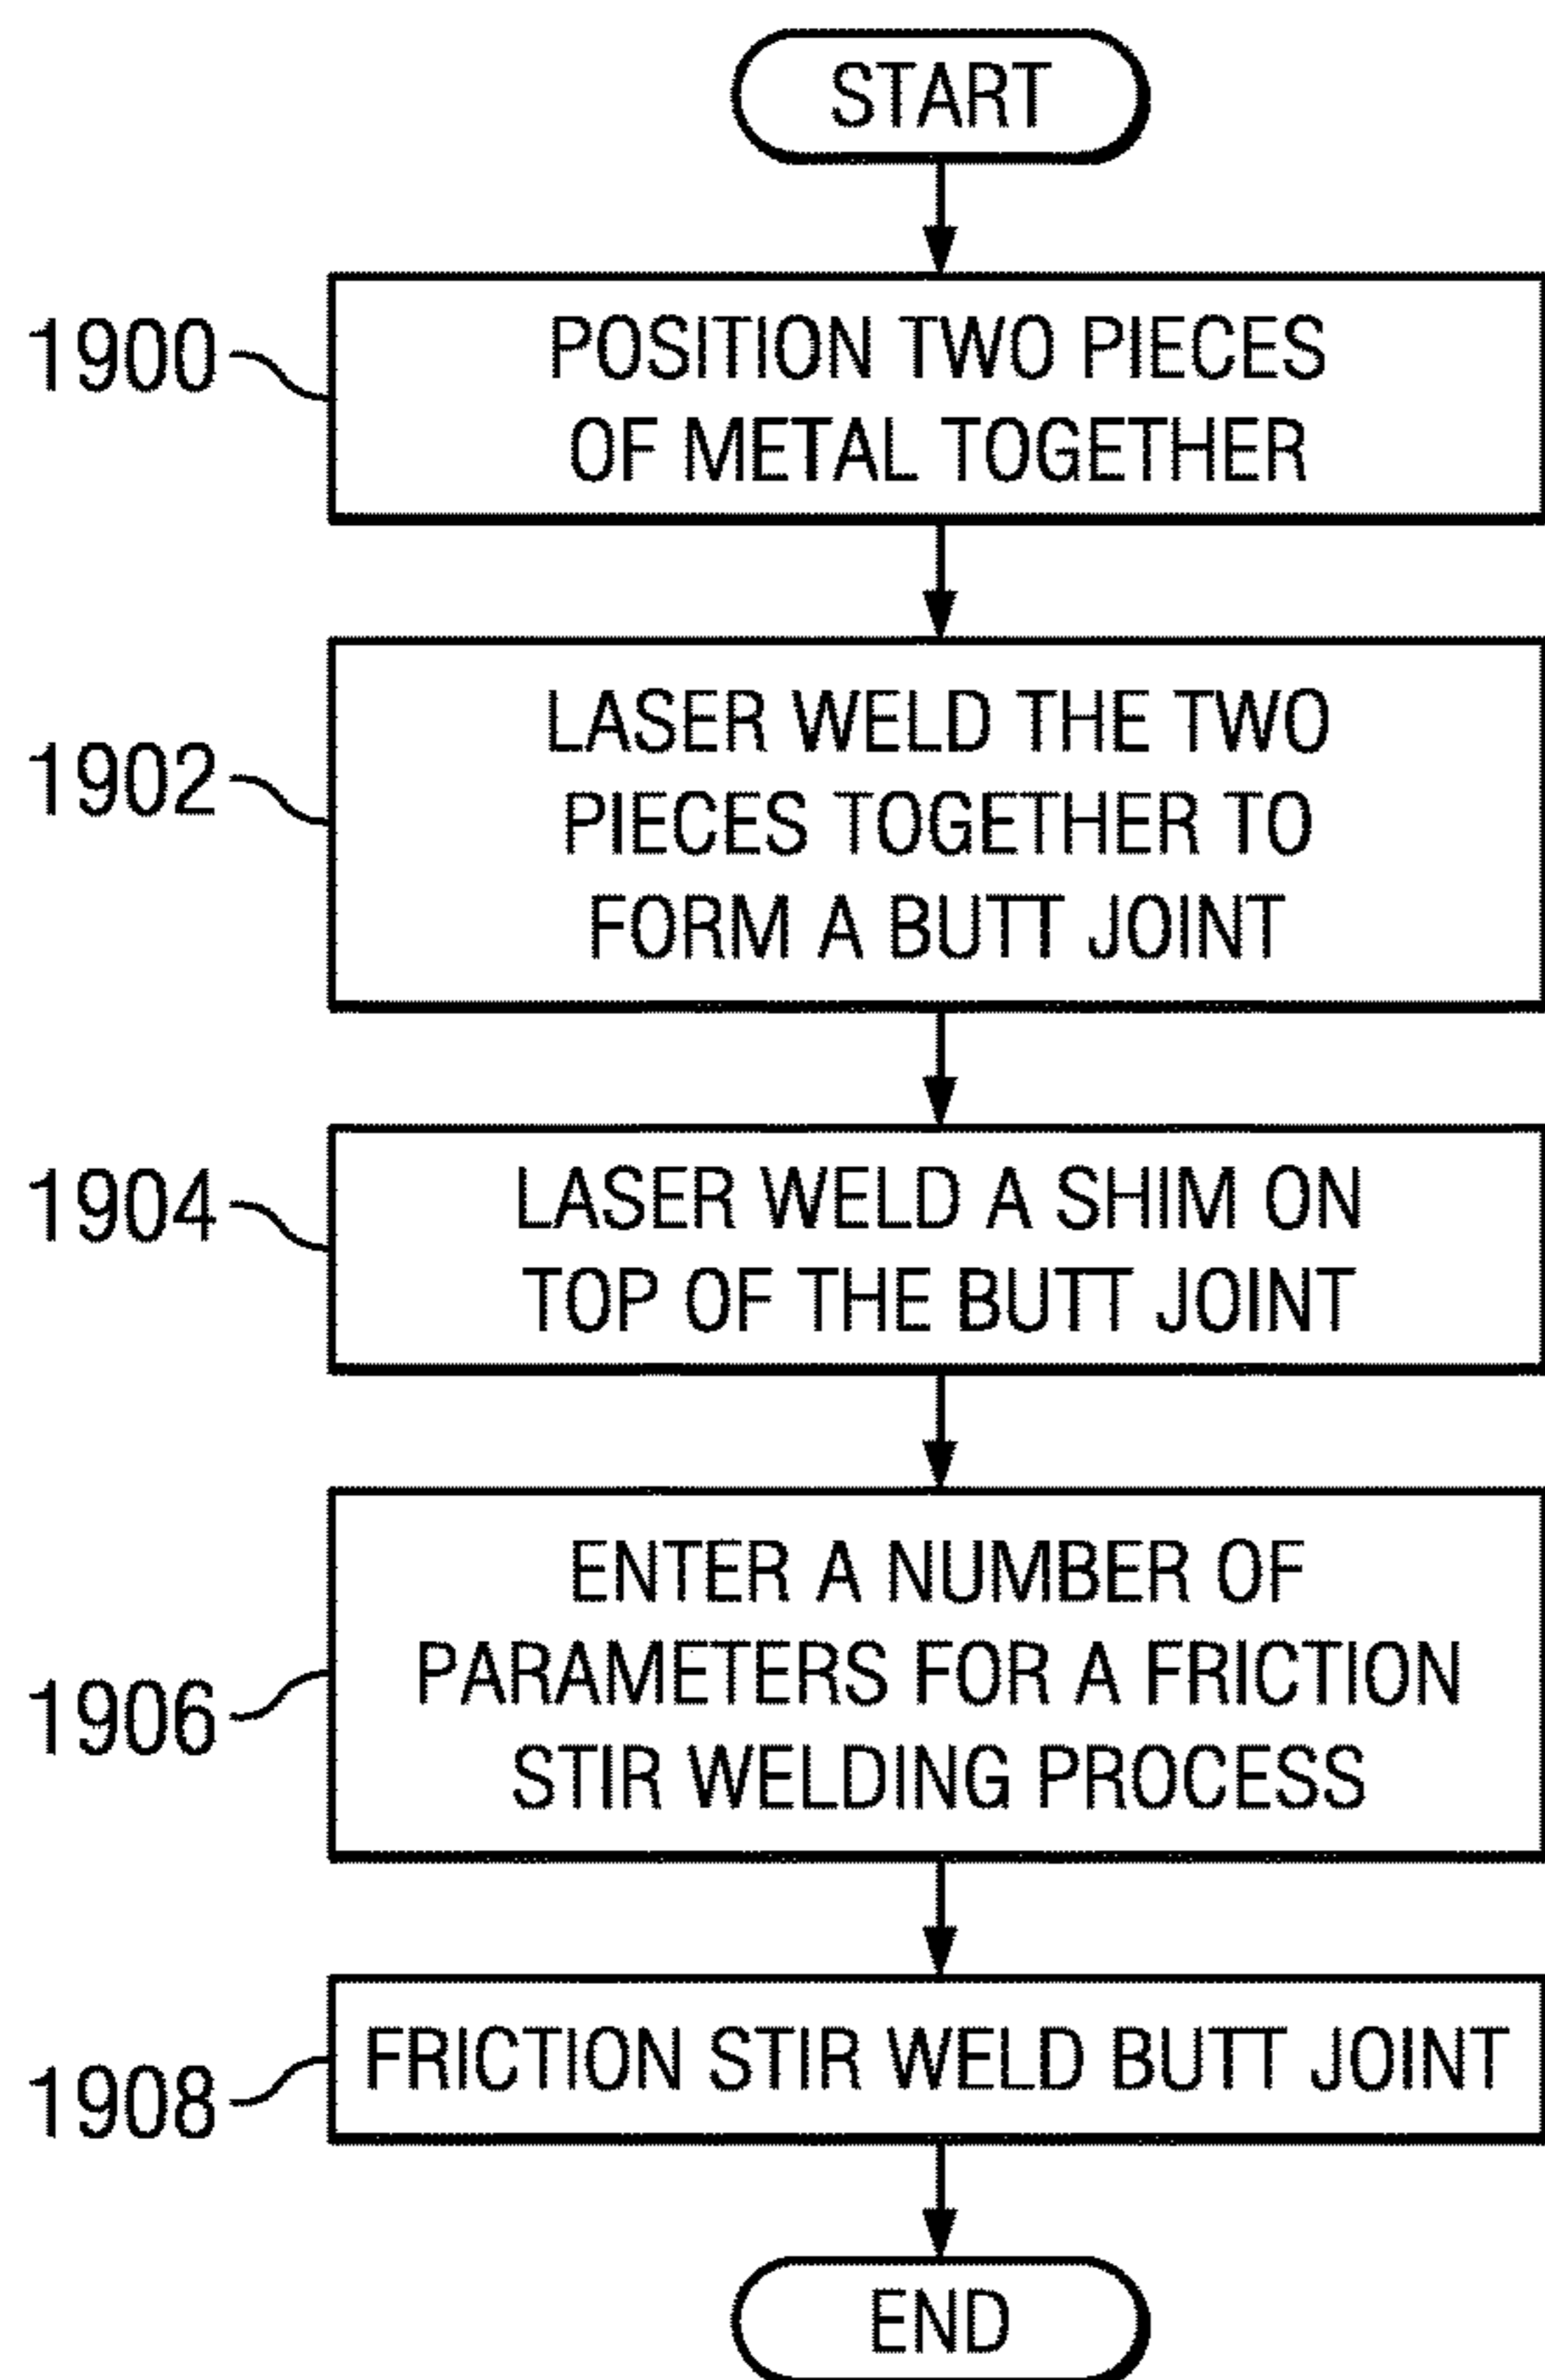 START
1900
POSITION TWO PIECES
OF METAL TOGETHER
1902
LASER WELD THE TWO
PIECES TOGETHER TO
FORM A BUTT JOINT
1904
LASER WELD A SHIM ON
TOP OF THE BUTT JOINT
1906
ENTER A NUMBER OF
PARAMETERS FOR A FRICTION
STIR WELDING PROCESS
1908
FRICTION STIR WELD BUTT JOINT
END